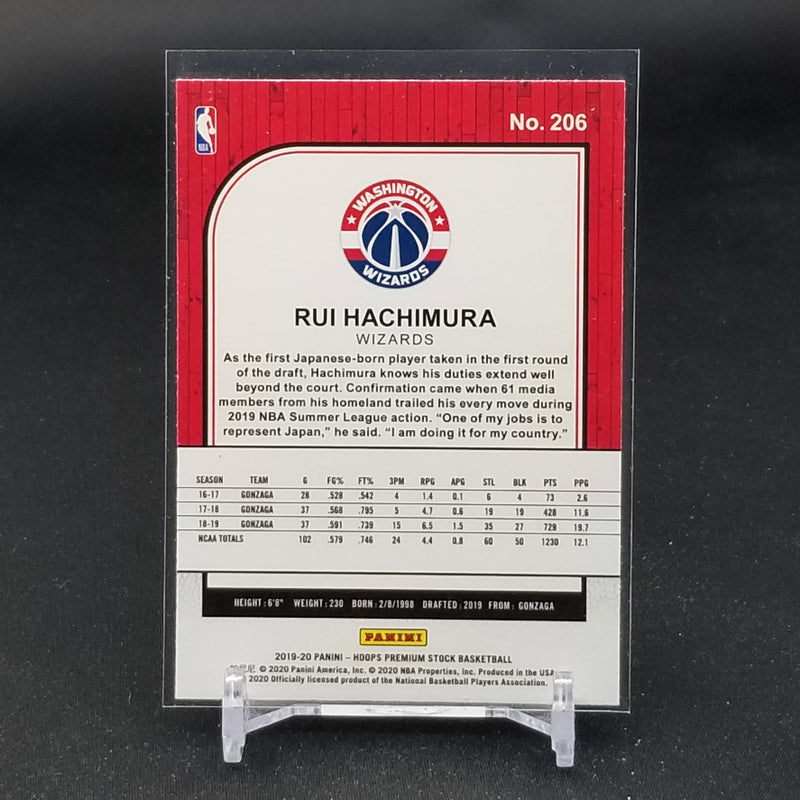 No. 206
NBA
WASHINGTON
WIZARDS
RUI HACHIMURA
WIZARDS
As the first Japanese-born player taken in the first round
of the draft, Hachimura knows his duties extend well
beyond the court. Confirmation came when 61 media
members from his homeland trailed his every move during
2019 NBA Summer League action. “One of my jobs is to
represent Japan,” he said. “I am doing it for my country.”
SEASON TEAM G FG% FT% 3PM RPG APG STL BLK PTS PPG
16-17 GONZAGA 28 .528 .542 4 1.4 0.1 6 4 73 2.6
17-18 GONZAGA 37 .568 .795 5 4.7 0.6 19 19 428 11.6
18-19 GONZAGA 37 .591 .739 15 6.5 1.5 35 27 729 19.7
NCAA TOTALS 102 .579 .746 24 4.4 0.8 60 50 1230 12.1
HEIGHT: 6'8" WEIGHT: 230 BORN: 2/8/1998 DRAFTED: 2019 FROM: GONZAGA
PANINI
2019-20 PANINI – HOOPS PREMIUM STOCK BASKETBALL
© 2020 Panini America, Inc. © 2020 NBA Properties, Inc. Produced in the USA
2020 Officially licensed product of the National Basketball Players Association.